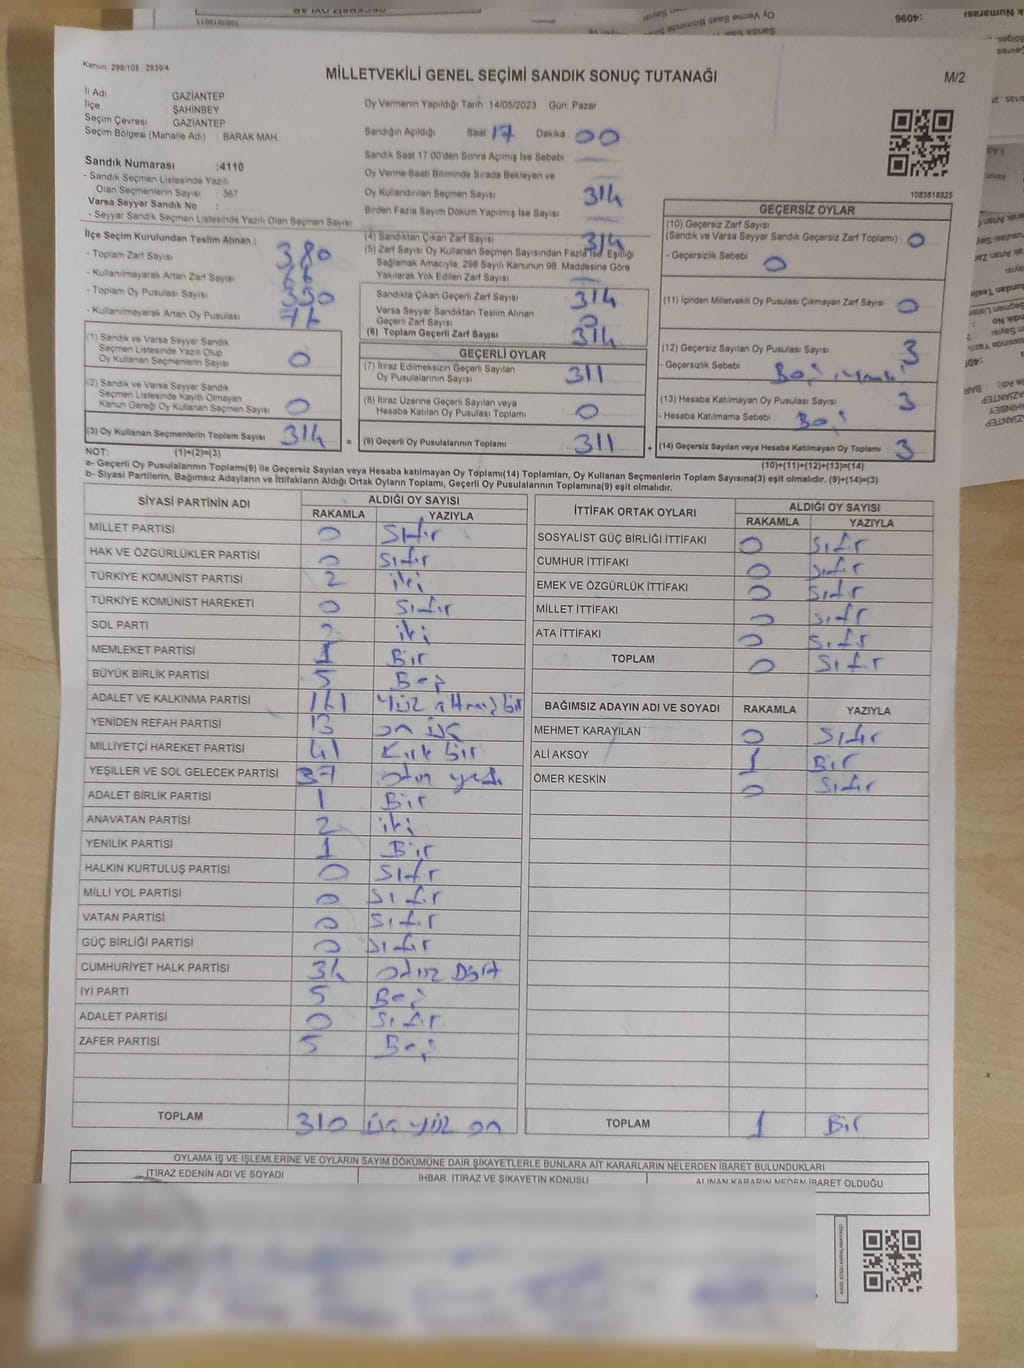 Kanun: 298/105, 2839/4
MİLLETVEKİLİ GENEL SEÇİMİ SANDIK SONUÇ TUTANAĞI
M/2
İl Adı GAZİANTEP
İlçe ŞAHİNBEY
Seçim Çevresi GAZİANTEP
Seçim Bölgesi (Mahalle Adı) : BARAK MAH.
Oy Vermenin Yapıldığı Tarih :14/05/2023 Gün: Pazar
Sandığın Açıldığı Saat 17 Dakika : 00
Sandık Saat 17:00'den Sonra Açılmış İse Sebebi :
Oy Verme Saati Bitiminde Sırada Bekleyen ve
Oy Kullandırılan Seçmen Sayısı 314
Birden Fazla Sayım Döküm Yapılmış İse Sayısı :
1083518525
Sandık Numarası :4110
- Sandık Seçmen Listesinde Yazılı
Olan Seçmenlerin Sayısı : 367
Varsa Seyyar Sandık No :
- Seyyar Sandık Seçmen Listesinde Yazılı Olan Seçmen Sayısı
İlçe Seçim Kurulundan Teslim Alınan :
- Toplam Zarf Sayısı : 380
- Kullanılmayarak Artan Zarf Sayısı : 66
- Toplam Oy Pusulası Sayısı : 350
- Kullanılmayarak Artan Oy Pusulası
(4) Sandıktan Çıkan Zarf Sayısı 314
(5) Zarf Sayısı Oy Kullanan Seçmen Sayısından Fazla İse, Eşitliği
Sağlamak Amacıyla, 298 Sayılı Kanunun 98. Maddesine Göre
Yakılarak Yok Edilen Zarf Sayısı
Sandıkta Çıkan Geçerli Zarf Sayısı 314
Varsa Seyyar Sandıktan Teslim Alınan
Geçerli Zarf Sayısı 0
(6) Toplam Geçerli Zarf Sayısı 314
GEÇERSİZ OYLAR
(10) Geçersiz Zarf Sayısı
(Sandık ve Varsa Seyyar Sandık Geçersiz Zarf Toplamı) : 0
- Geçersizlik Sebebi : 0
(11) İçinden Milletvekili Oy Pusulası Çıkmayan Zarf Sayısı : 0
(12) Geçersiz Sayılan Oy Pusulası Sayısı : 3
- Geçersizlik Sebebi : Boş
(13) Hesaba Katılmayan Oy Pusulası Sayısı : 3
- Hesaba Katılmama Sebebi : Boş
(14) Geçersiz Sayılan veya Hesaba Katılmayan Oy Toplamı : 3
(10)+(11)+(12)+(13)=(14)
(1) Sandık ve Varsa Seyyar Sandık
Seçmen Listesinde Yazılı Olup
Oy Kullanan Seçmenlerin Sayısı : 0
(2) Sandık ve Varsa Seyyar Sandık
Seçmen Listesinde Kayıtlı Olmayan
Kanun Gereği Oy Kullanan Seçmen Sayısı : 0
(3) Oy Kullanan Seçmenlerin Toplam Sayısı : 314
(1)+(2)=(3)
GEÇERLİ OYLAR
(7) İtiraz Edilmeksizin Geçerli Sayılan
Oy Pusulalarının Sayısı : 311
(8) İtiraz Üzerine Geçerli Sayılan veya
Hesaba Katılan Oy Pusulası Toplamı : 0
= (9) Geçerli Oy Pusulalarının Toplamı : 311 +
NOT:
a- Geçerli Oy Pusulalarının Toplamı(9) ile Geçersiz Sayılan veya Hesaba katılmayan Oy Toplamı(14) Toplamları, Oy Kullanan Seçmenlerin Toplam Sayısına(3) eşit olmalıdır. (9)+(14)=(3)
b- Siyasi Partilerin, Bağımsız Adayların ve İttifakların Aldığı Ortak Oyların Toplamı, Geçerli Oy Pusulalarının Toplamına(9) eşit olmalıdır.
SİYASİ PARTİNİN ADI ALDIĞI OY SAYISI
RAKAMLA YAZIYLA
MİLLET PARTİSİ 0 Sıfır
HAK VE ÖZGÜRLÜKLER PARTİSİ 0 Sıfır
TÜRKİYE KOMÜNİST PARTİSİ 2 iki
TÜRKİYE KOMÜNİST HAREKETİ 0 Sıfır
SOL PARTİ 2 iki
MEMLEKET PARTİSİ 1 Bir
BÜYÜK BİRLİK PARTİSİ 5 Beş
ADALET VE KALKINMA PARTİSİ 161 Yüz altmış bir
YENİDEN REFAH PARTİSİ 13 on üç
MİLLİYETÇİ HAREKET PARTİSİ 41 Kırk bir
YEŞİLLER VE SOL GELECEK PARTİSİ 37 otuz yedi
ADALET BİRLİK PARTİSİ 1 Bir
ANAVATAN PARTİSİ 2 iki
YENİLİK PARTİSİ 1 Bir
HALKIN KURTULUŞ PARTİSİ 0 Sıfır
MİLLİ YOL PARTİSİ 0 Sıfır
VATAN PARTİSİ 0 Sıfır
GÜÇ BİRLİĞİ PARTİSİ 0 Sıfır
CUMHURİYET HALK PARTİSİ 34 otuz Dört
İYİ PARTİ 5 Beş
ADALET PARTİSİ 0 Sıfır
ZAFER PARTİSİ 5 Beş
TOPLAM 310 üç yüz on
İTTİFAK ORTAK OYLARI ALDIĞI OY SAYISI
RAKAMLA YAZIYLA
SOSYALİST GÜÇ BİRLİĞİ İTTİFAKI 0 Sıfır
CUMHUR İTTİFAKI 0 Sıfır
EMEK VE ÖZGÜRLÜK İTTİFAKI 0 Sıfır
MİLLET İTTİFAKI 0 Sıfır
ATA İTTİFAKI 0 Sıfır
TOPLAM 0 Sıfır
BAĞIMSIZ ADAYIN ADI VE SOYADI RAKAMLA YAZIYLA
MEHMET KARAYILAN 0 Sıfır
ALİ AKSOY 1 Bir
ÖMER KESKİN 0 Sıfır
TOPLAM 1 Bir
OYLAMA İŞ VE İŞLEMLERİNE VE OYLARIN SAYIM DÖKÜMÜNE DAİR ŞİKAYETLERLE BUNLARA AİT KARARLARIN NELERDEN İBARET BULUNDUKLARI
İTİRAZ EDENİN ADI VE SOYADI İHBAR, İTİRAZ VE ŞİKAYETİN KONUSU ALINAN KARARIN NEDEN İBARET OLDUĞU